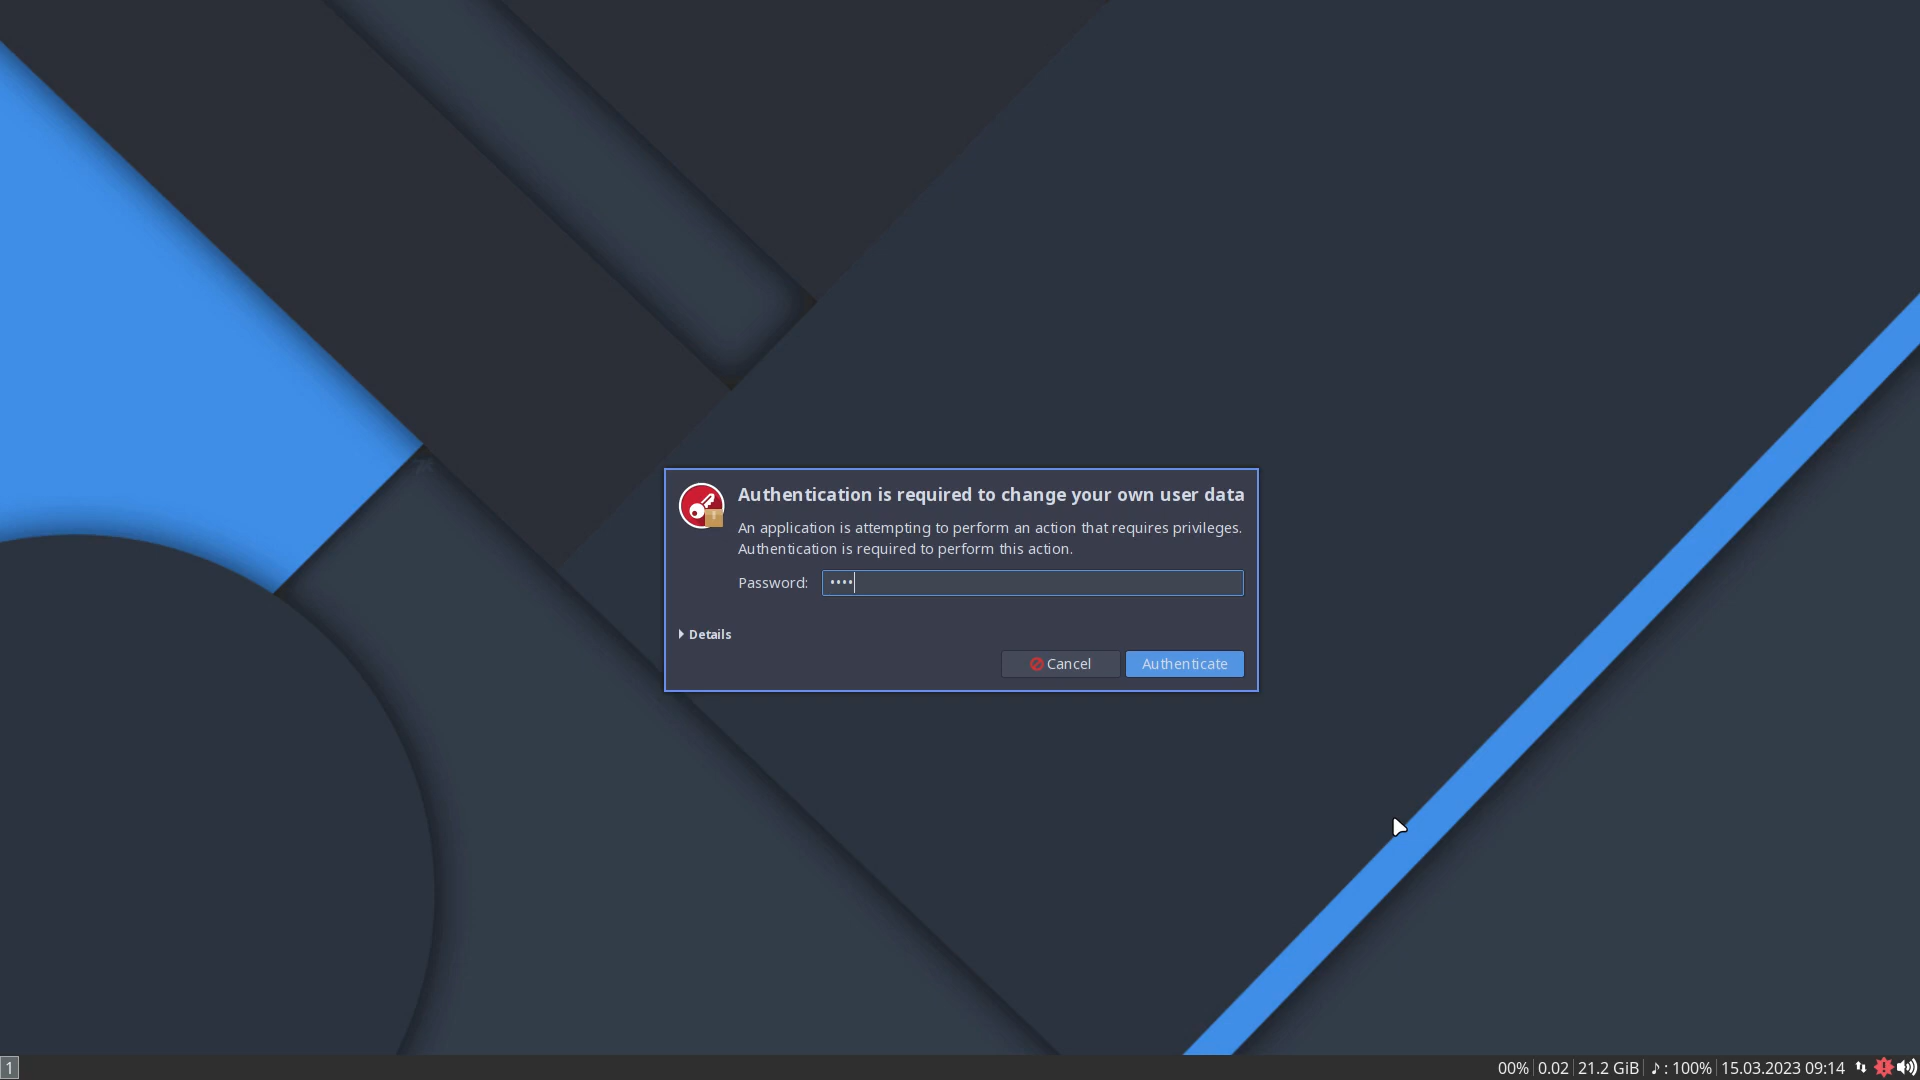 Authentication is required to change your own user data
An application is attempting to perform an action that requires privileges.
Authentication is required to perform this action.
Password: ••••
Details
Cancel Authenticate
1 00% 0.02 21.2 GiB ♪: 100% 15.03.2023 09:14